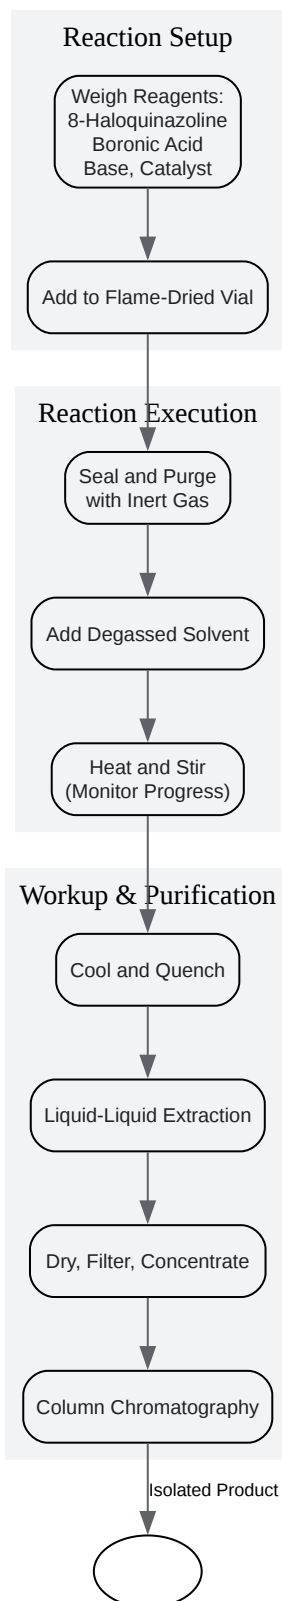 Reaction Setup
Weigh Reagents:
8-Haloquinazoline
Boronic Acid
Base, Catalyst
Add to Flame-Dried Vial
Reaction Execution
Seal and Purge
with Inert Gas
Add Degassed Solvent
Heat and Stir
(Monitor Progress)
Workup & Purification
Cool and Quench
Liquid-Liquid Extraction
Dry, Filter, Concentrate
Column Chromatography
Isolated Product